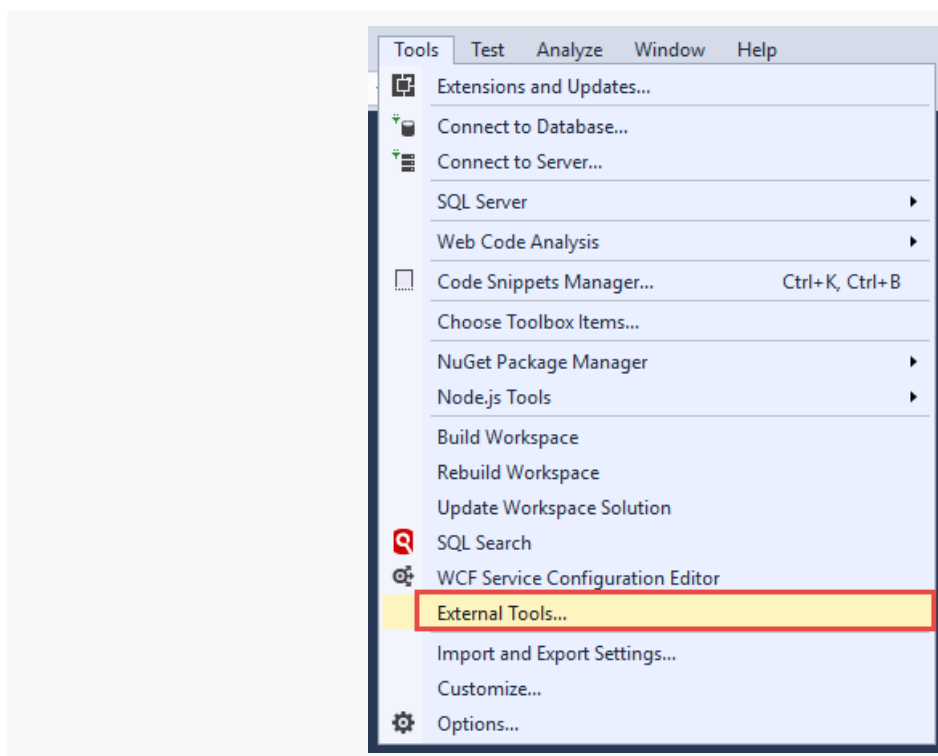 Tools Test Analyze Window Help
Extensions and Updates...
Connect to Database...
Connect to Server...
SQL Server
Web Code Analysis
Code Snippets Manager... Ctrl+K, Ctrl+B
Choose Toolbox Items...
NuGet Package Manager
Node.js Tools
Build Workspace
Rebuild Workspace
Update Workspace Solution
SQL Search
WCF Service Configuration Editor
External Tools...
Import and Export Settings...
Customize...
Options...